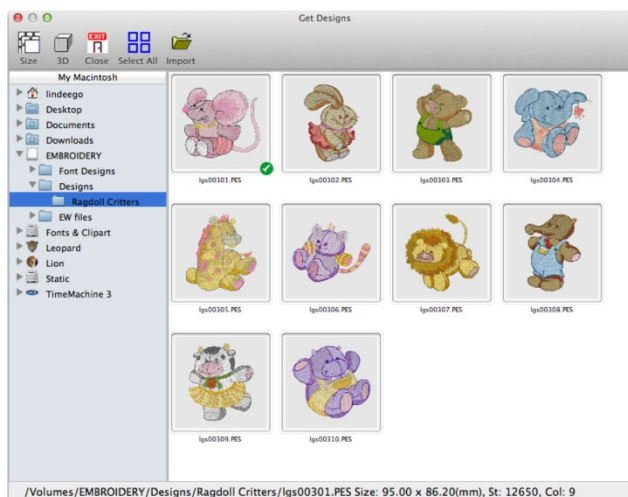 Get Designs
Size 3D Close Select All Import
EXIT
My Macintosh
lindeego
Desktop
Documents
Downloads
EMBROIDERY
Font Designs
Designs
Ragdoll Critters
EW files
Fonts & Clipart
Leopard
Lion
Static
TimeMachine 3
lgs00301.PES lgs00302.PES lgs00303.PES lgs00304.PES
lgs00305.PES lgs00306.PES lgs00307.PES lgs00308.PES
lgs00309.PES lgs00310.PES
/Volumes/EMBROIDERY/Designs/Ragdoll Critters/lgs00301.PES Size: 95.00 x 86.20(mm), St: 12650, Col: 9